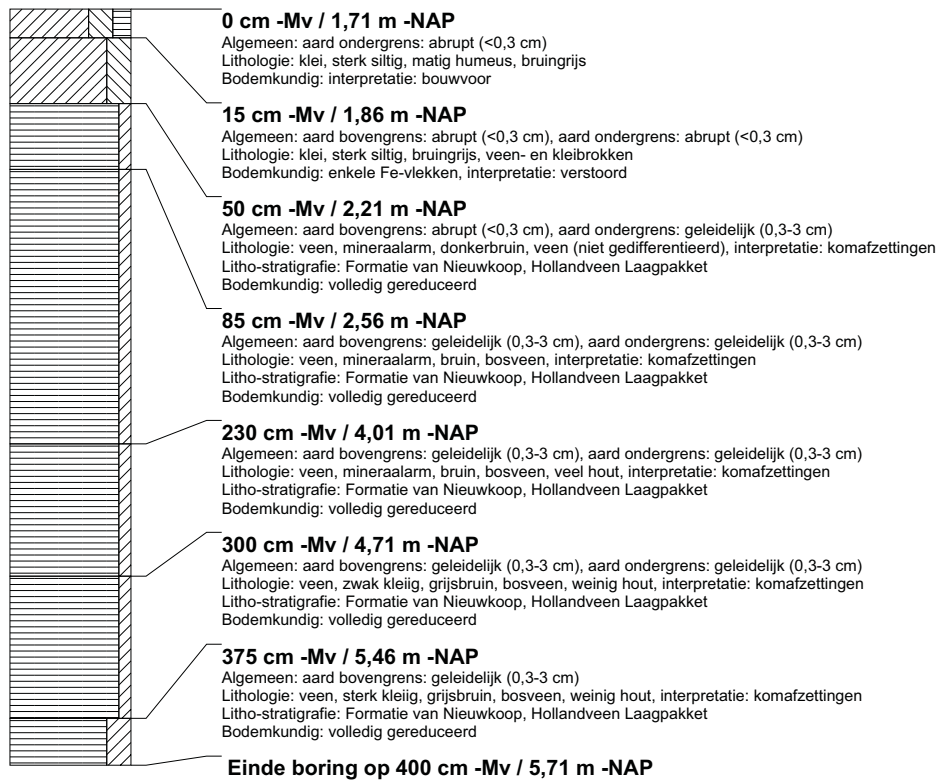 0 cm -Mv / 1,71 m -NAP
Algemeen: aard ondergrens: abrupt (<0,3 cm)
Lithologie: klei, sterk siltig, matig humeus, bruingrijs
Bodemkundig: interpretatie: bouwvoor
15 cm -Mv / 1,86 m -NAP
Algemeen: aard bovengrens: abrupt (<0,3 cm), aard ondergrens: abrupt (<0,3 cm)
Lithologie: klei, sterk siltig, bruingrijs, veen- en kleibrokken
Bodemkundig: enkele Fe-vlekken, interpretatie: verstoord
50 cm -Mv / 2,21 m -NAP
Algemeen: aard bovengrens: abrupt (<0,3 cm), aard ondergrens: geleidelijk (0,3-3 cm)
Lithologie: veen, mineraalarm, donkerbruin, veen (niet gedifferentieerd), interpretatie: komafzettingen
Litho-stratigrafie: Formatie van Nieuwkoop, Hollandveen Laagpakket
Bodemkundig: volledig gereduceerd
85 cm -Mv / 2,56 m -NAP
Algemeen: aard bovengrens: geleidelijk (0,3-3 cm), aard ondergrens: geleidelijk (0,3-3 cm)
Lithologie: veen, mineraalarm, bruin, bosveen, interpretatie: komafzettingen
Litho-stratigrafie: Formatie van Nieuwkoop, Hollandveen Laagpakket
Bodemkundig: volledig gereduceerd
230 cm -Mv / 4,01 m -NAP
Algemeen: aard bovengrens: geleidelijk (0,3-3 cm), aard ondergrens: geleidelijk (0,3-3 cm)
Lithologie: veen, mineraalarm, bruin, bosveen, veel hout, interpretatie: komafzettingen
Litho-stratigrafie: Formatie van Nieuwkoop, Hollandveen Laagpakket
Bodemkundig: volledig gereduceerd
300 cm -Mv / 4,71 m -NAP
Algemeen: aard bovengrens: geleidelijk (0,3-3 cm), aard ondergrens: geleidelijk (0,3-3 cm)
Lithologie: veen, zwak kleiig, grijsbruin, bosveen, weinig hout, interpretatie: komafzettingen
Litho-stratigrafie: Formatie van Nieuwkoop, Hollandveen Laagpakket
Bodemkundig: volledig gereduceerd
375 cm -Mv / 5,46 m -NAP
Algemeen: aard bovengrens: geleidelijk (0,3-3 cm)
Lithologie: veen, sterk kleiig, grijsbruin, bosveen, weinig hout, interpretatie: komafzettingen
Litho-stratigrafie: Formatie van Nieuwkoop, Hollandveen Laagpakket
Bodemkundig: volledig gereduceerd
Einde boring op 400 cm -Mv / 5,71 m -NAP